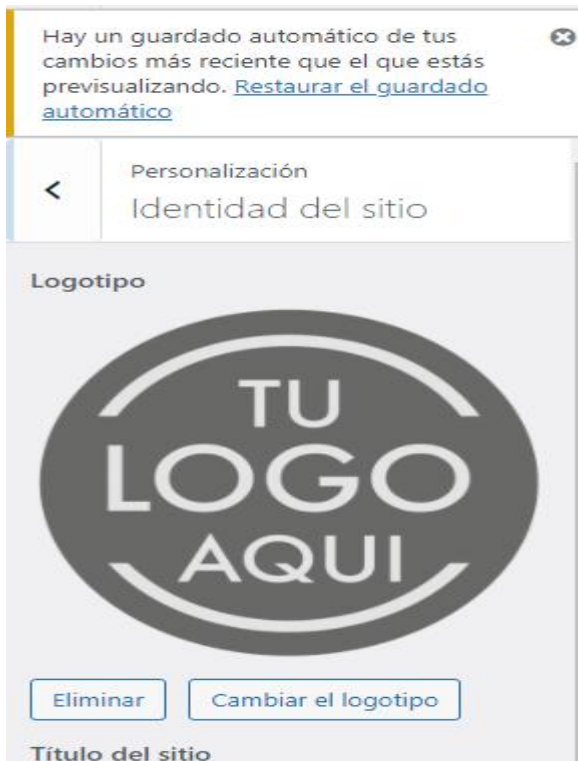 Hay un guardado automático de tus
cambios más reciente que el que estás
previsualizando. Restaurar el guardado
automático
Personalización
Identidad del sitio
Logotipo
TU
LOGO
AQUI
Eliminar
Cambiar el logotipo
Título del sitio